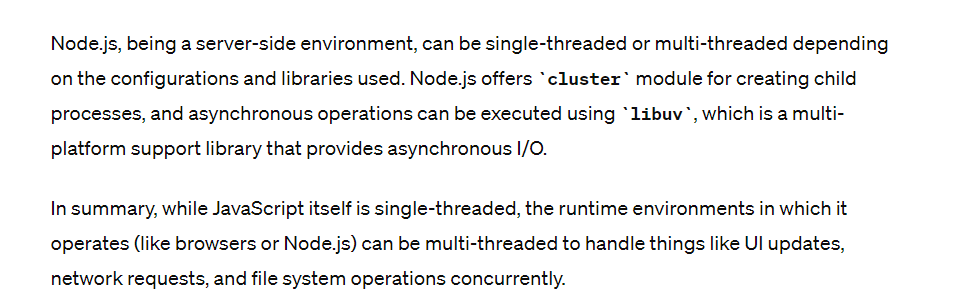 Node.js, being a server-side environment, can be single-threaded or multi-threaded depending
on the configurations and libraries used. Node.js offers `cluster` module for creating child
processes, and asynchronous operations can be executed using `libuv`, which is a multi-
platform support library that provides asynchronous I/O.
In summary, while JavaScript itself is single-threaded, the runtime environments in which it
operates (like browsers or Node.js) can be multi-threaded to handle things like UI updates,
network requests, and file system operations concurrently.